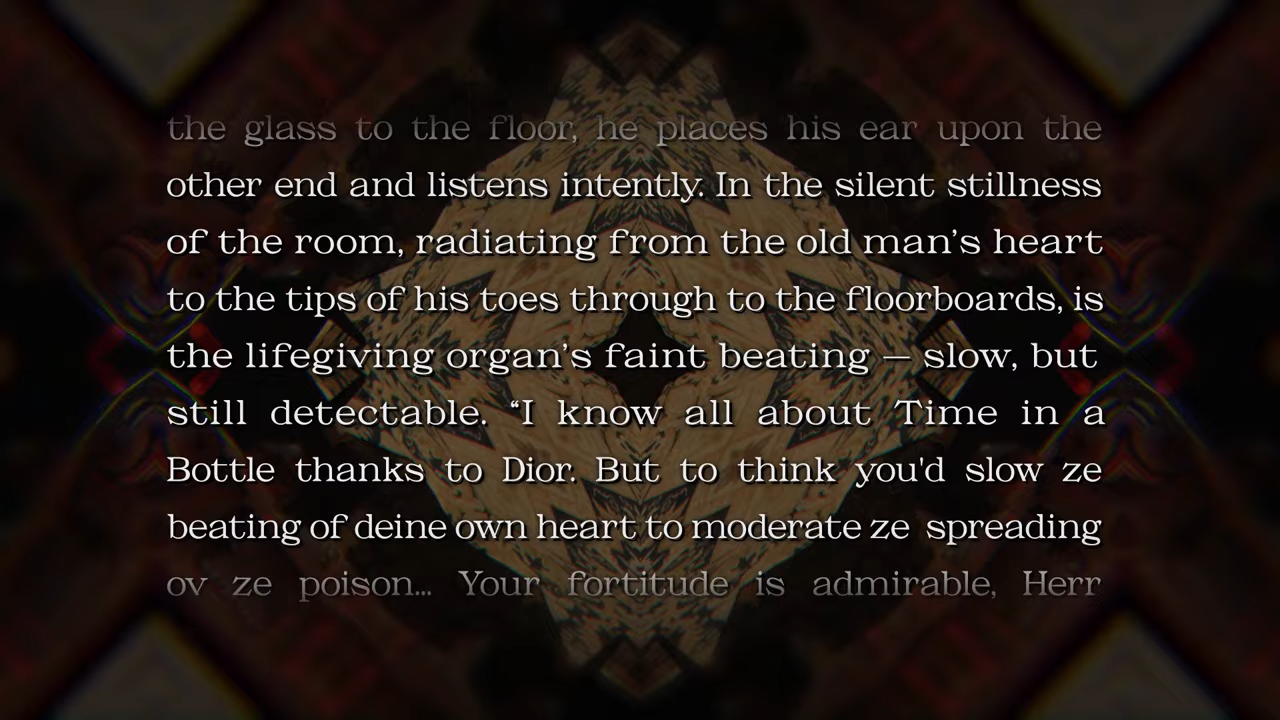 the glass to the floor, he places his ear upon the
other end and listens intently. In the silent stillness
of the room, radiating from the old man’s heart
to the tips of his toes through to the floorboards, is
the lifegiving organ’s faint beating — slow, but
still detectable. “I know all about Time in a
Bottle thanks to Dior. But to think you'd slow ze
beating of deine own heart to moderate ze spreading
ov ze poison... Your fortitude is admirable, Herr